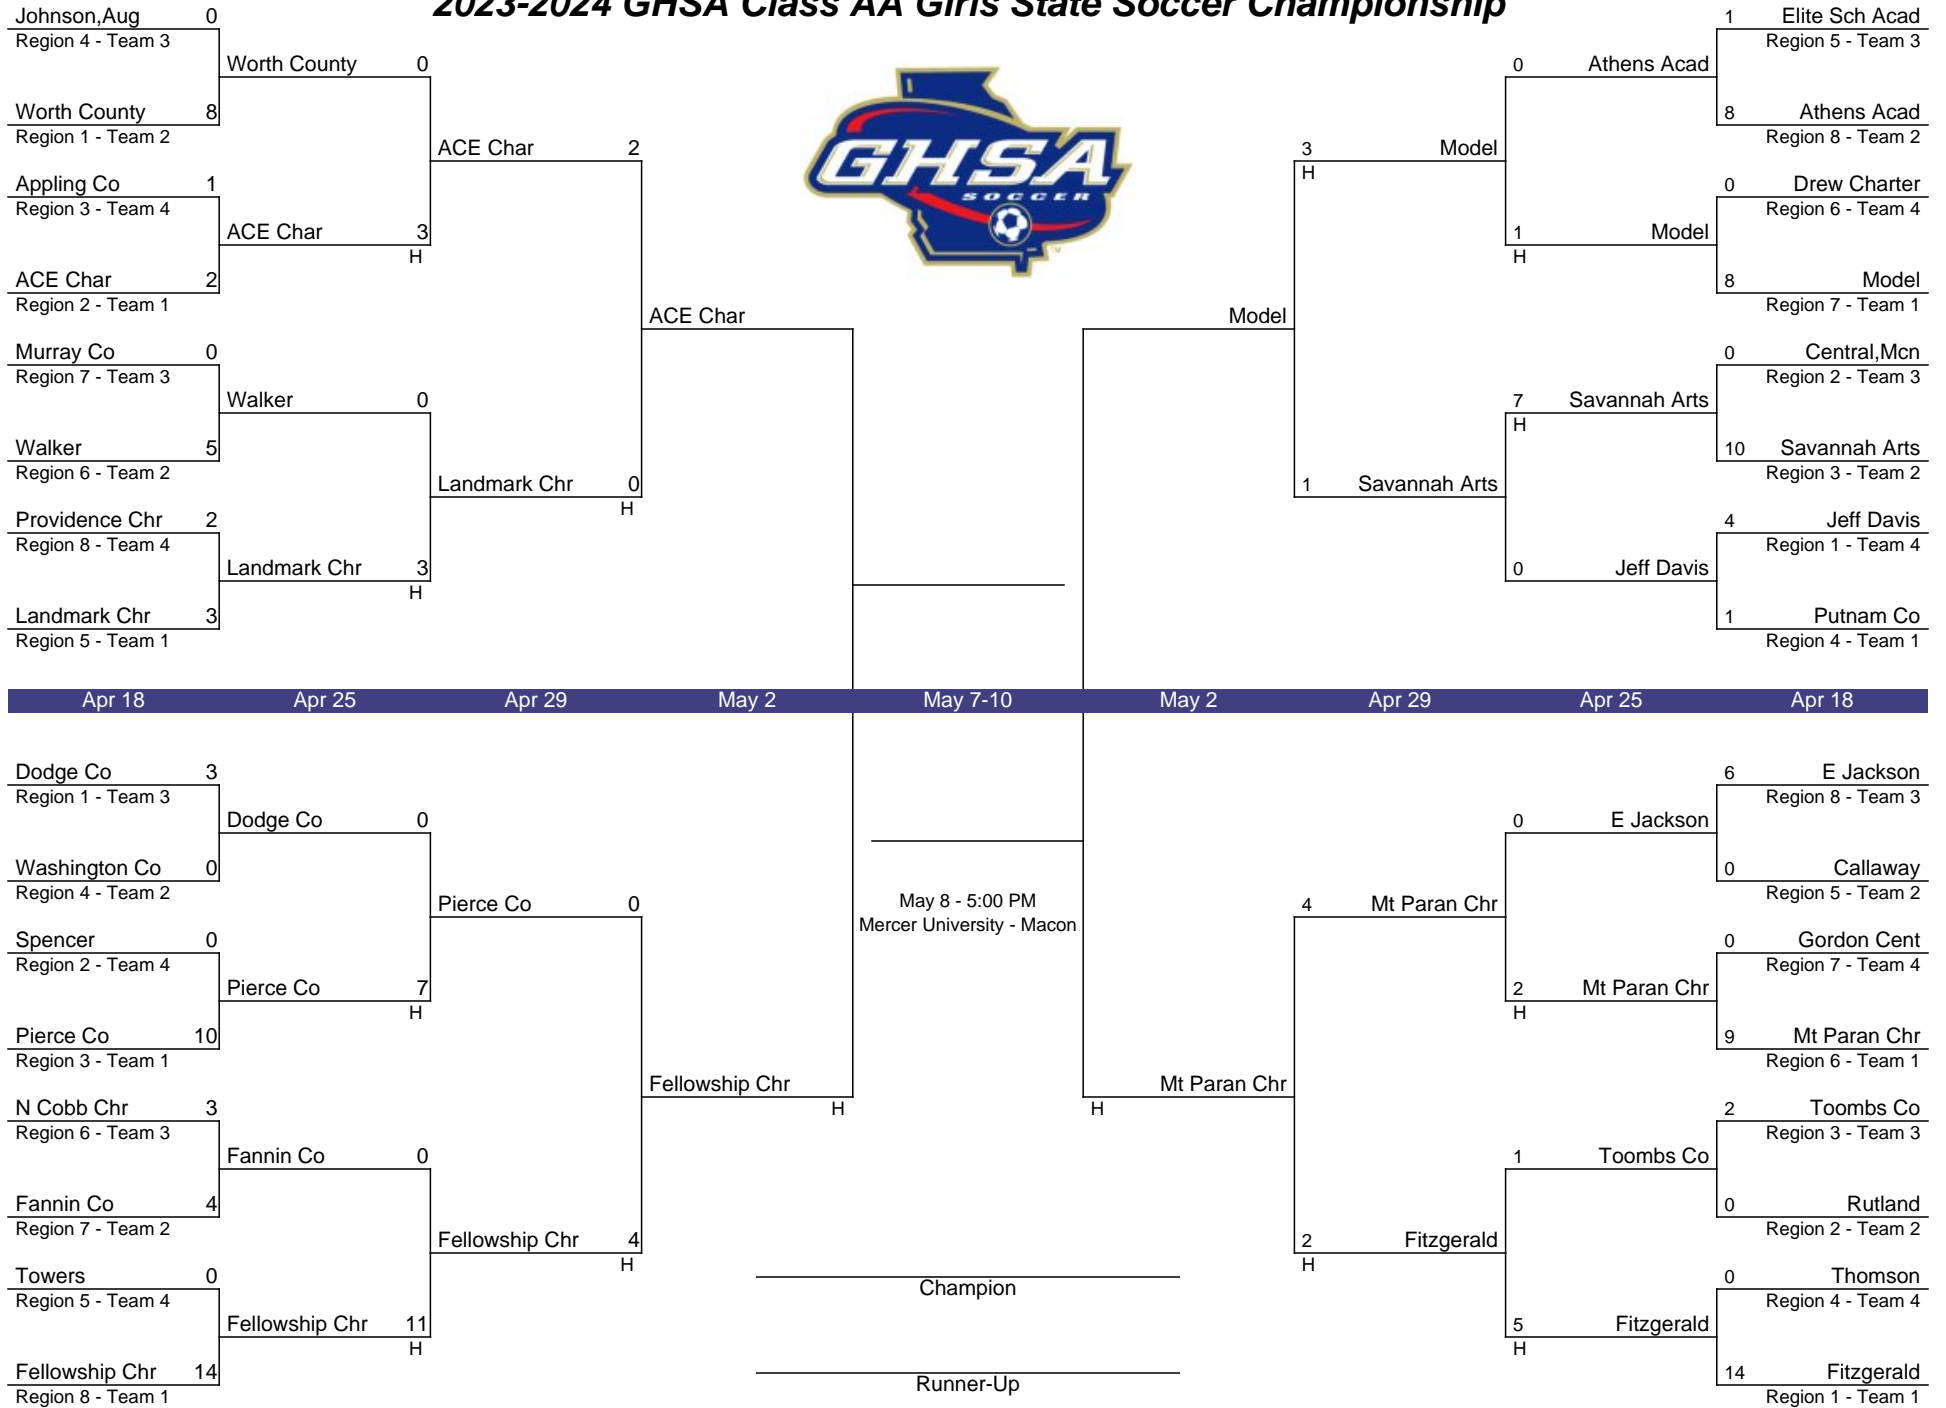 2023-2024 GHSA Class AA Girls State Soccer Championship
Johnson,Aug 0
Region 4 - Team 3
Worth County 0
Worth County 8
Region 1 - Team 2
ACE Char 2
Appling Co 1
Region 3 - Team 4
ACE Char 3
H
ACE Char 2
Region 2 - Team 1
ACE Char
Murray Co 0
Region 7 - Team 3
Walker 0
Walker 5
Region 6 - Team 2
Landmark Chr 0
H
Providence Chr 2
Region 8 - Team 4
Landmark Chr 3
H
Landmark Chr 3
Region 5 - Team 1
GHSA
SOCCER
TM
1 Elite Sch Acad
Region 5 - Team 3
0 Athens Acad
8 Athens Acad
Region 8 - Team 2
3 Model
H
0 Drew Charter
Region 6 - Team 4
1 Model
H
8 Model
Region 7 - Team 1
Model
0 Central,Mcn
Region 2 - Team 3
7 Savannah Arts
H
10 Savannah Arts
Region 3 - Team 2
1 Savannah Arts
4 Jeff Davis
Region 1 - Team 4
0 Jeff Davis
1 Putnam Co
Region 4 - Team 1
Apr 18 Apr 25 Apr 29 May 2 May 7-10 May 2 Apr 29 Apr 25 Apr 18
Dodge Co 3
Region 1 - Team 3
Dodge Co 0
Washington Co 0
Region 4 - Team 2
Pierce Co 0
Spencer 0
Region 2 - Team 4
Pierce Co 7
H
Pierce Co 10
Region 3 - Team 1
Fellowship Chr
H
N Cobb Chr 3
Region 6 - Team 3
Fannin Co 0
Fannin Co 4
Region 7 - Team 2
Fellowship Chr 4
H
Towers 0
Region 5 - Team 4
Fellowship Chr 11
H
Fellowship Chr 14
Region 8 - Team 1
May 8 - 5:00 PM
Mercer University - Macon
Champion
Runner-Up
6 E Jackson
Region 8 - Team 3
0 E Jackson
0 Callaway
Region 5 - Team 2
4 Mt Paran Chr
0 Gordon Cent
Region 7 - Team 4
2 Mt Paran Chr
H
9 Mt Paran Chr
Region 6 - Team 1
Mt Paran Chr
H
2 Toombs Co
Region 3 - Team 3
1 Toombs Co
0 Rutland
Region 2 - Team 2
2 Fitzgerald
H
0 Thomson
Region 4 - Team 4
5 Fitzgerald
H
14 Fitzgerald
Region 1 - Team 1